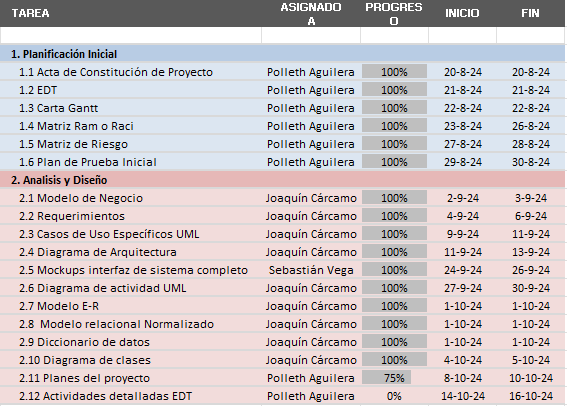 TAREA ASIGNADO A PROGRESO INICIO FIN
1. Planificación Inicial
1.1 Acta de Constitución de Proyecto Polleth Aguilera 100% 20-8-24 20-8-24
1.2 EDT Polleth Aguilera 100% 21-8-24 21-8-24
1.3 Carta Gantt Polleth Aguilera 100% 22-8-24 22-8-24
1.4 Matriz Ram o Raci Polleth Aguilera 100% 23-8-24 26-8-24
1.5 Matriz de Riesgo Polleth Aguilera 100% 27-8-24 28-8-24
1.6 Plan de Prueba Inicial Polleth Aguilera 100% 29-8-24 30-8-24
2. Analisis y Diseño
2.1 Modelo de Negocio Joaquín Cárcamo 100% 2-9-24 3-9-24
2.2 Requerimientos Joaquín Cárcamo 100% 4-9-24 6-9-24
2.3 Casos de Uso Específicos UML Joaquín Cárcamo 100% 9-9-24 11-9-24
2.4 Diagrama de Arquitectura Joaquín Cárcamo 100% 11-9-24 13-9-24
2.5 Mockups interfaz de sistema completo Sebastián Vega 100% 24-9-24 26-9-24
2.6 Diagrama de actividad UML Joaquín Cárcamo 100% 27-9-24 30-9-24
2.7 Modelo E-R Joaquín Cárcamo 100% 1-10-24 1-10-24
2.8 Modelo relacional Normalizado Joaquín Cárcamo 100% 1-10-24 1-10-24
2.9 Diccionario de datos Joaquín Cárcamo 100% 1-10-24 1-10-24
2.10 Diagrama de clases Joaquín Cárcamo 100% 4-10-24 5-10-24
2.11 Planes del proyecto Polleth Aguilera 75% 8-10-24 10-10-24
2.12 Actividades detalladas EDT Polleth Aguilera 0% 14-10-24 16-10-24